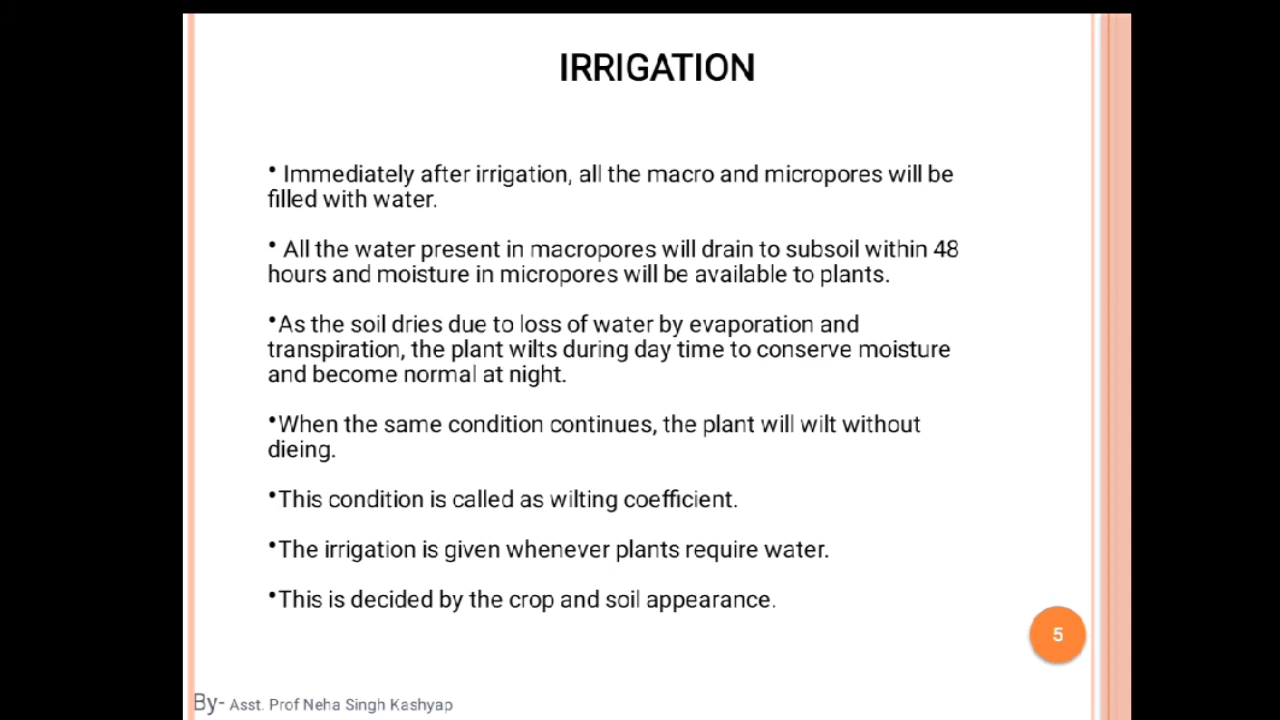 IRRIGATION
• Immediately after irrigation, all the macro and micropores will be
filled with water.
• All the water present in macropores will drain to subsoil within 48
hours and moisture in micropores will be available to plants.
•As the soil dries due to loss of water by evaporation and
transpiration, the plant wilts during day time to conserve moisture
and become normal at night.
•When the same condition continues, the plant will wilt without
dieing.
•This condition is called as wilting coefficient.
•The irrigation is given whenever plants require water.
•This is decided by the crop and soil appearance.
5
By- Asst. Prof Neha Singh Kashyap